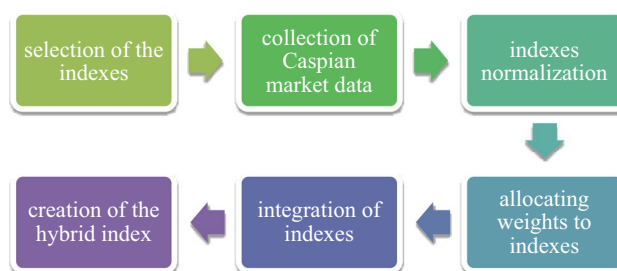 selection of the
indexes
collection of
Caspian
market data
indexes
normalization
allocating
weights to
indexes
integration of
indexes
creation of the
hybrid index